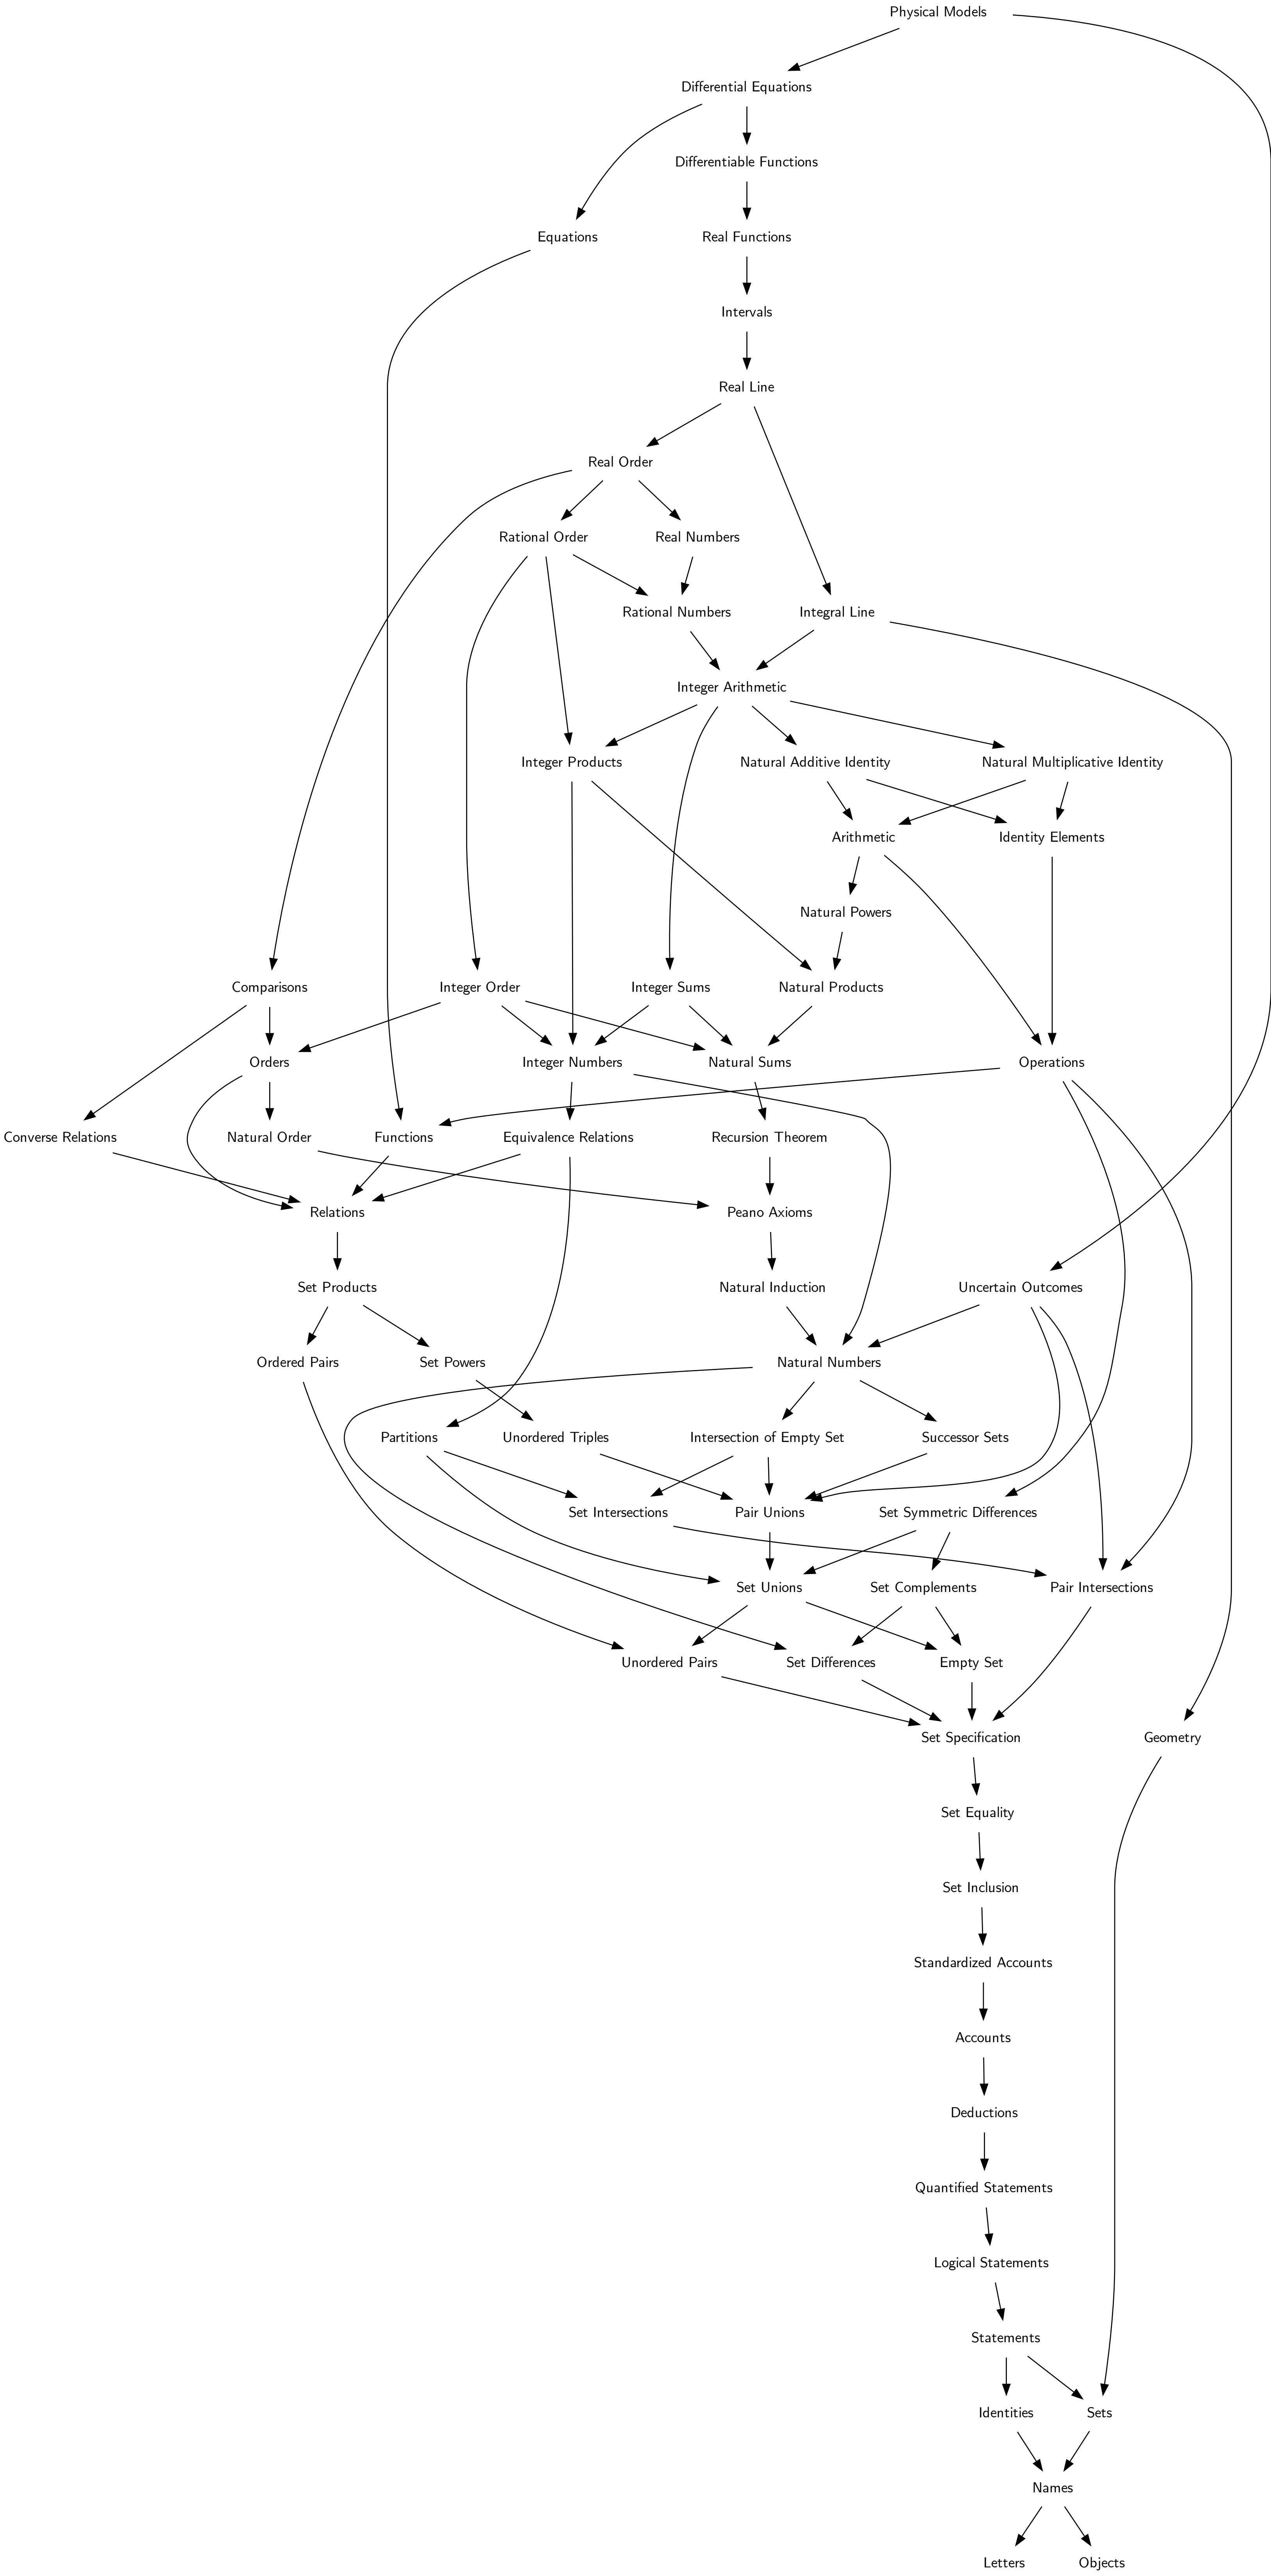 Physical Models
Differential Equations
Differentiable Functions
Equations
Real Functions
Intervals
Real Line
Real Order
Rational Order
Real Numbers
Rational Numbers
Integral Line
Integer Arithmetic
Integer Products
Natural Additive Identity
Natural Multiplicative Identity
Arithmetic
Identity Elements
Natural Powers
Comparisons
Integer Order
Integer Sums
Natural Products
Orders
Integer Numbers
Natural Sums
Operations
Converse Relations
Natural Order
Functions
Equivalence Relations
Recursion Theorem
Relations
Peano Axioms
Set Products
Natural Induction
Uncertain Outcomes
Ordered Pairs
Set Powers
Natural Numbers
Partitions
Unordered Triples
Intersection of Empty Set
Successor Sets
Set Intersections
Pair Unions
Set Symmetric Differences
Set Unions
Set Complements
Pair Intersections
Unordered Pairs
Set Differences
Empty Set
Set Specification
Geometry
Set Equality
Set Inclusion
Standardized Accounts
Accounts
Deductions
Quantified Statements
Logical Statements
Statements
Identities
Sets
Names
Letters
Objects